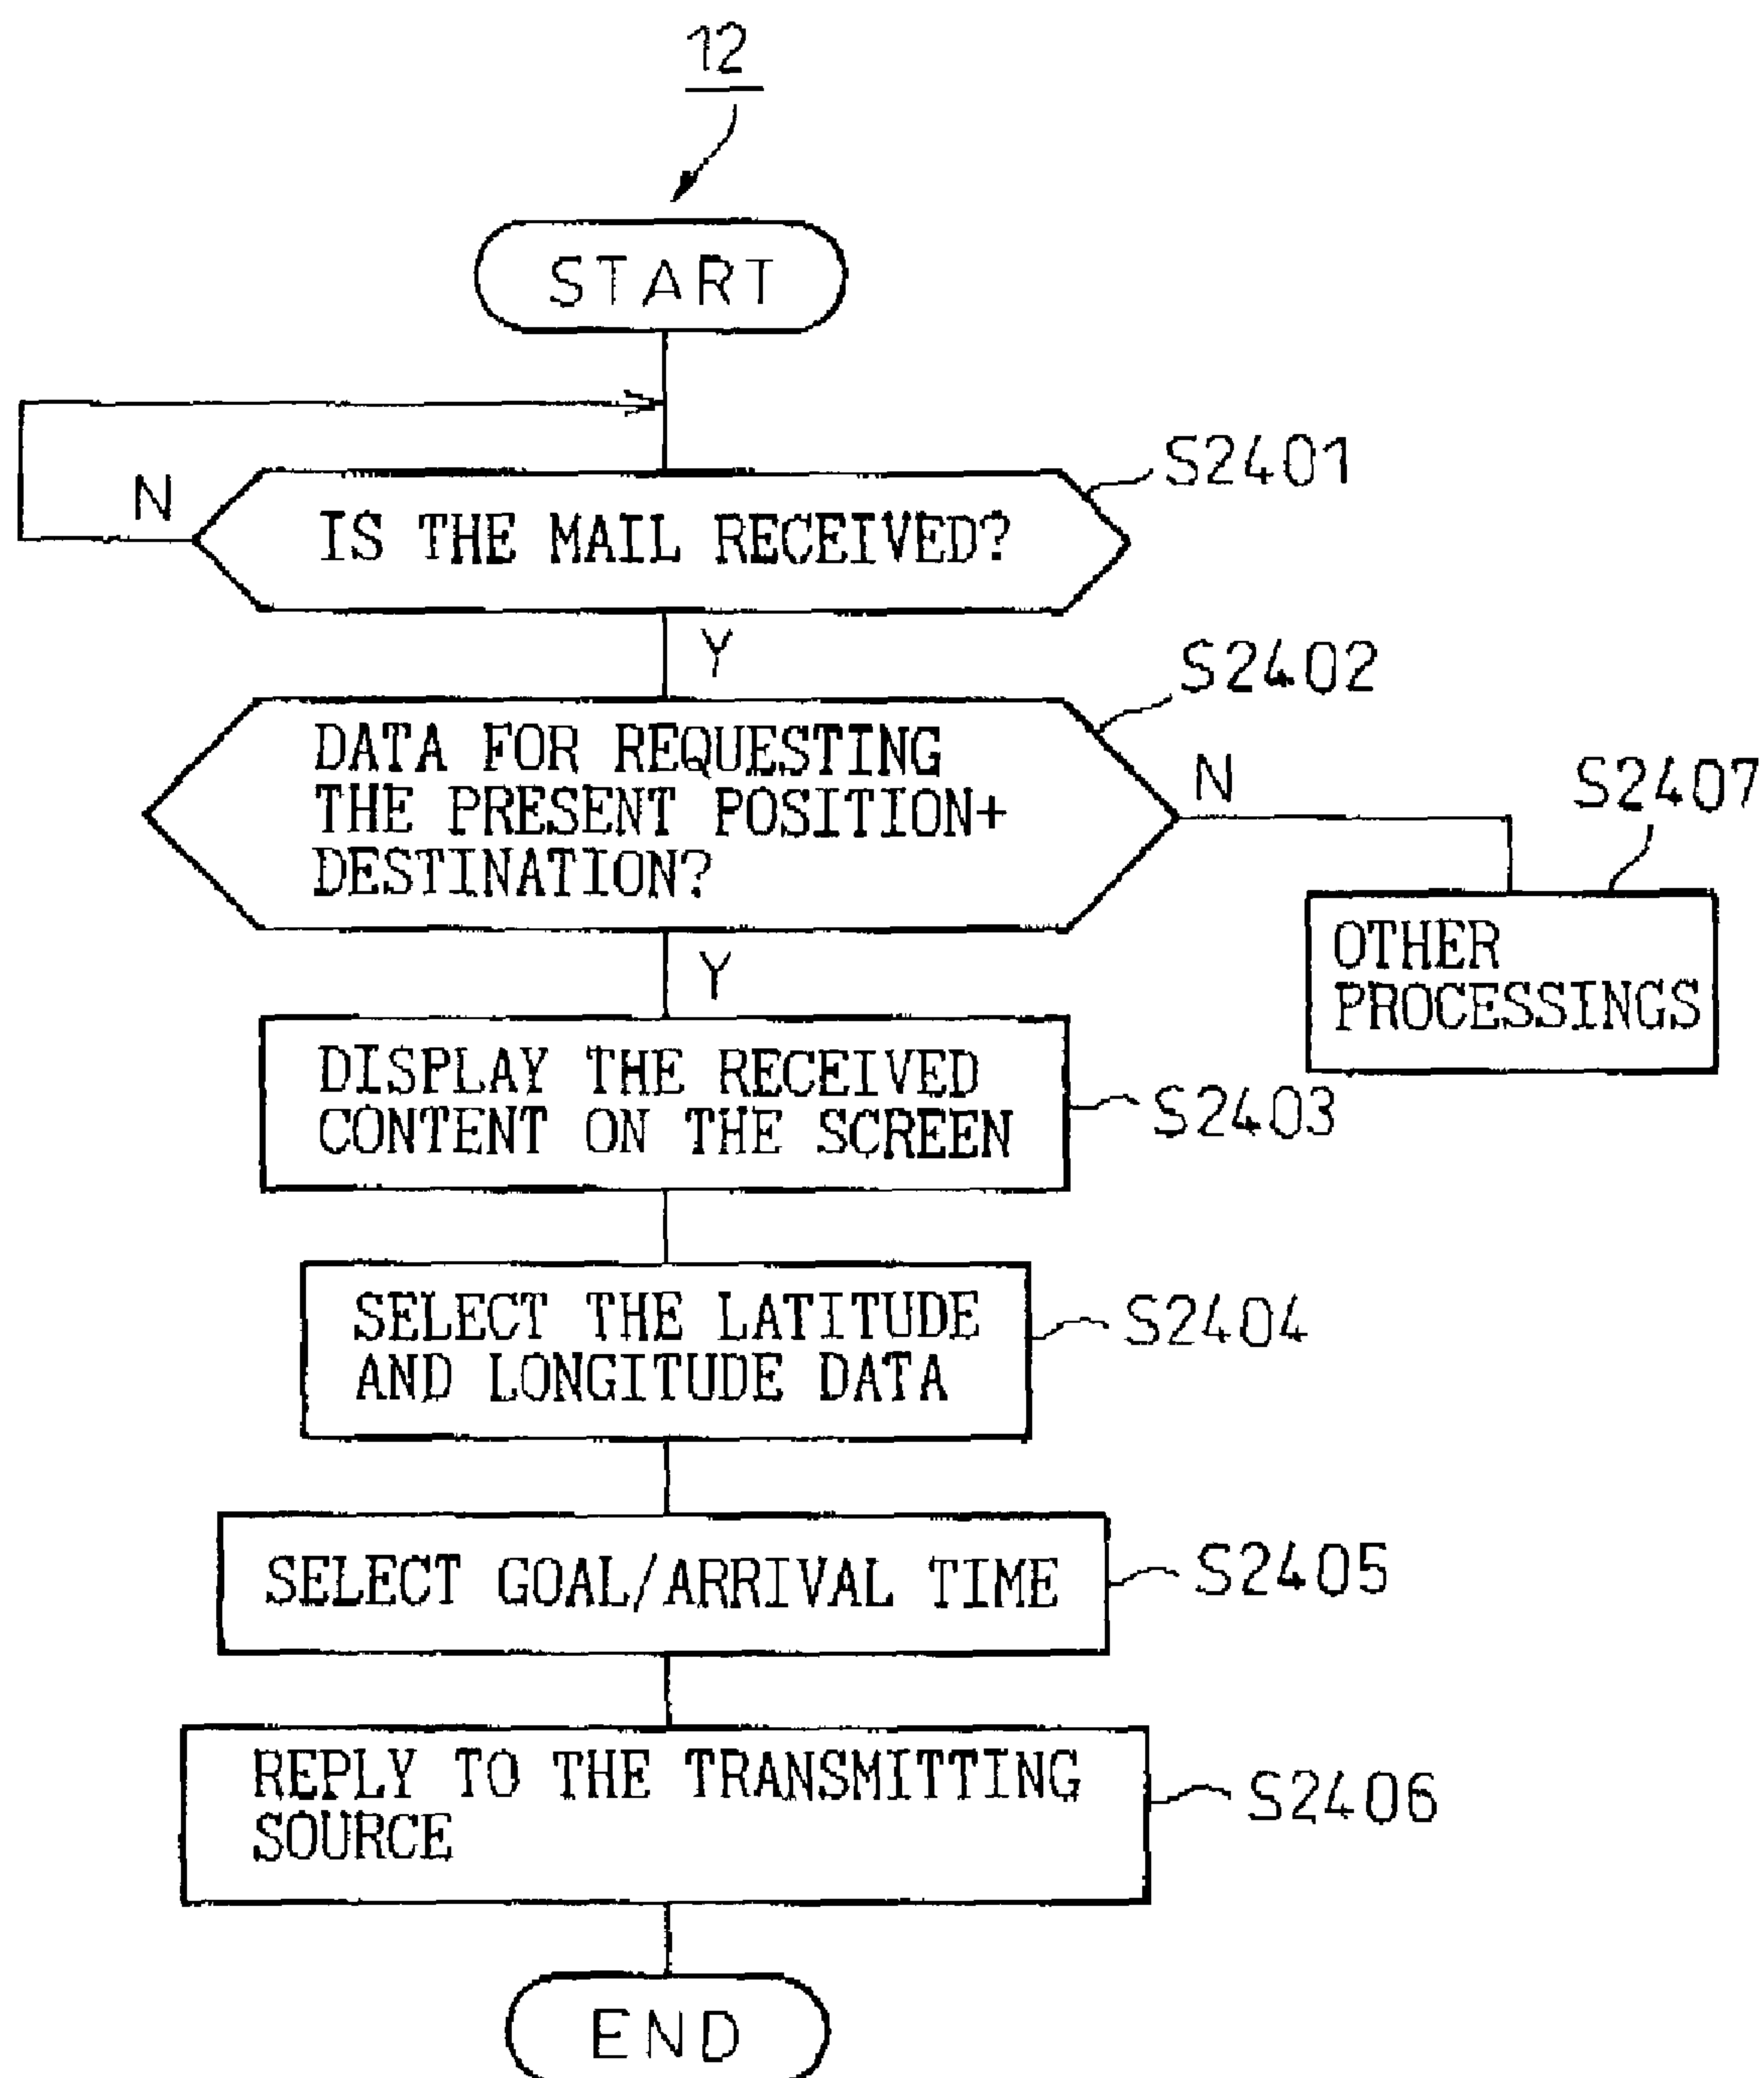 12
START
S2401
N
IS THE MAIL RECEIVED?
Y
S2402
DATA FOR REQUESTING
THE PRESENT POSITION+
DESTINATION?
N
S2407
OTHER
PROCESSINGS
Y
DISPLAY THE RECEIVED
CONTENT ON THE SCREEN
S2403
SELECT THE LATITUDE
AND LONGITUDE DATA
S2404
SELECT GOAL/ARRIVAL TIME
S2405
REPLY TO THE TRANSMITTING
SOURCE
S2406
END